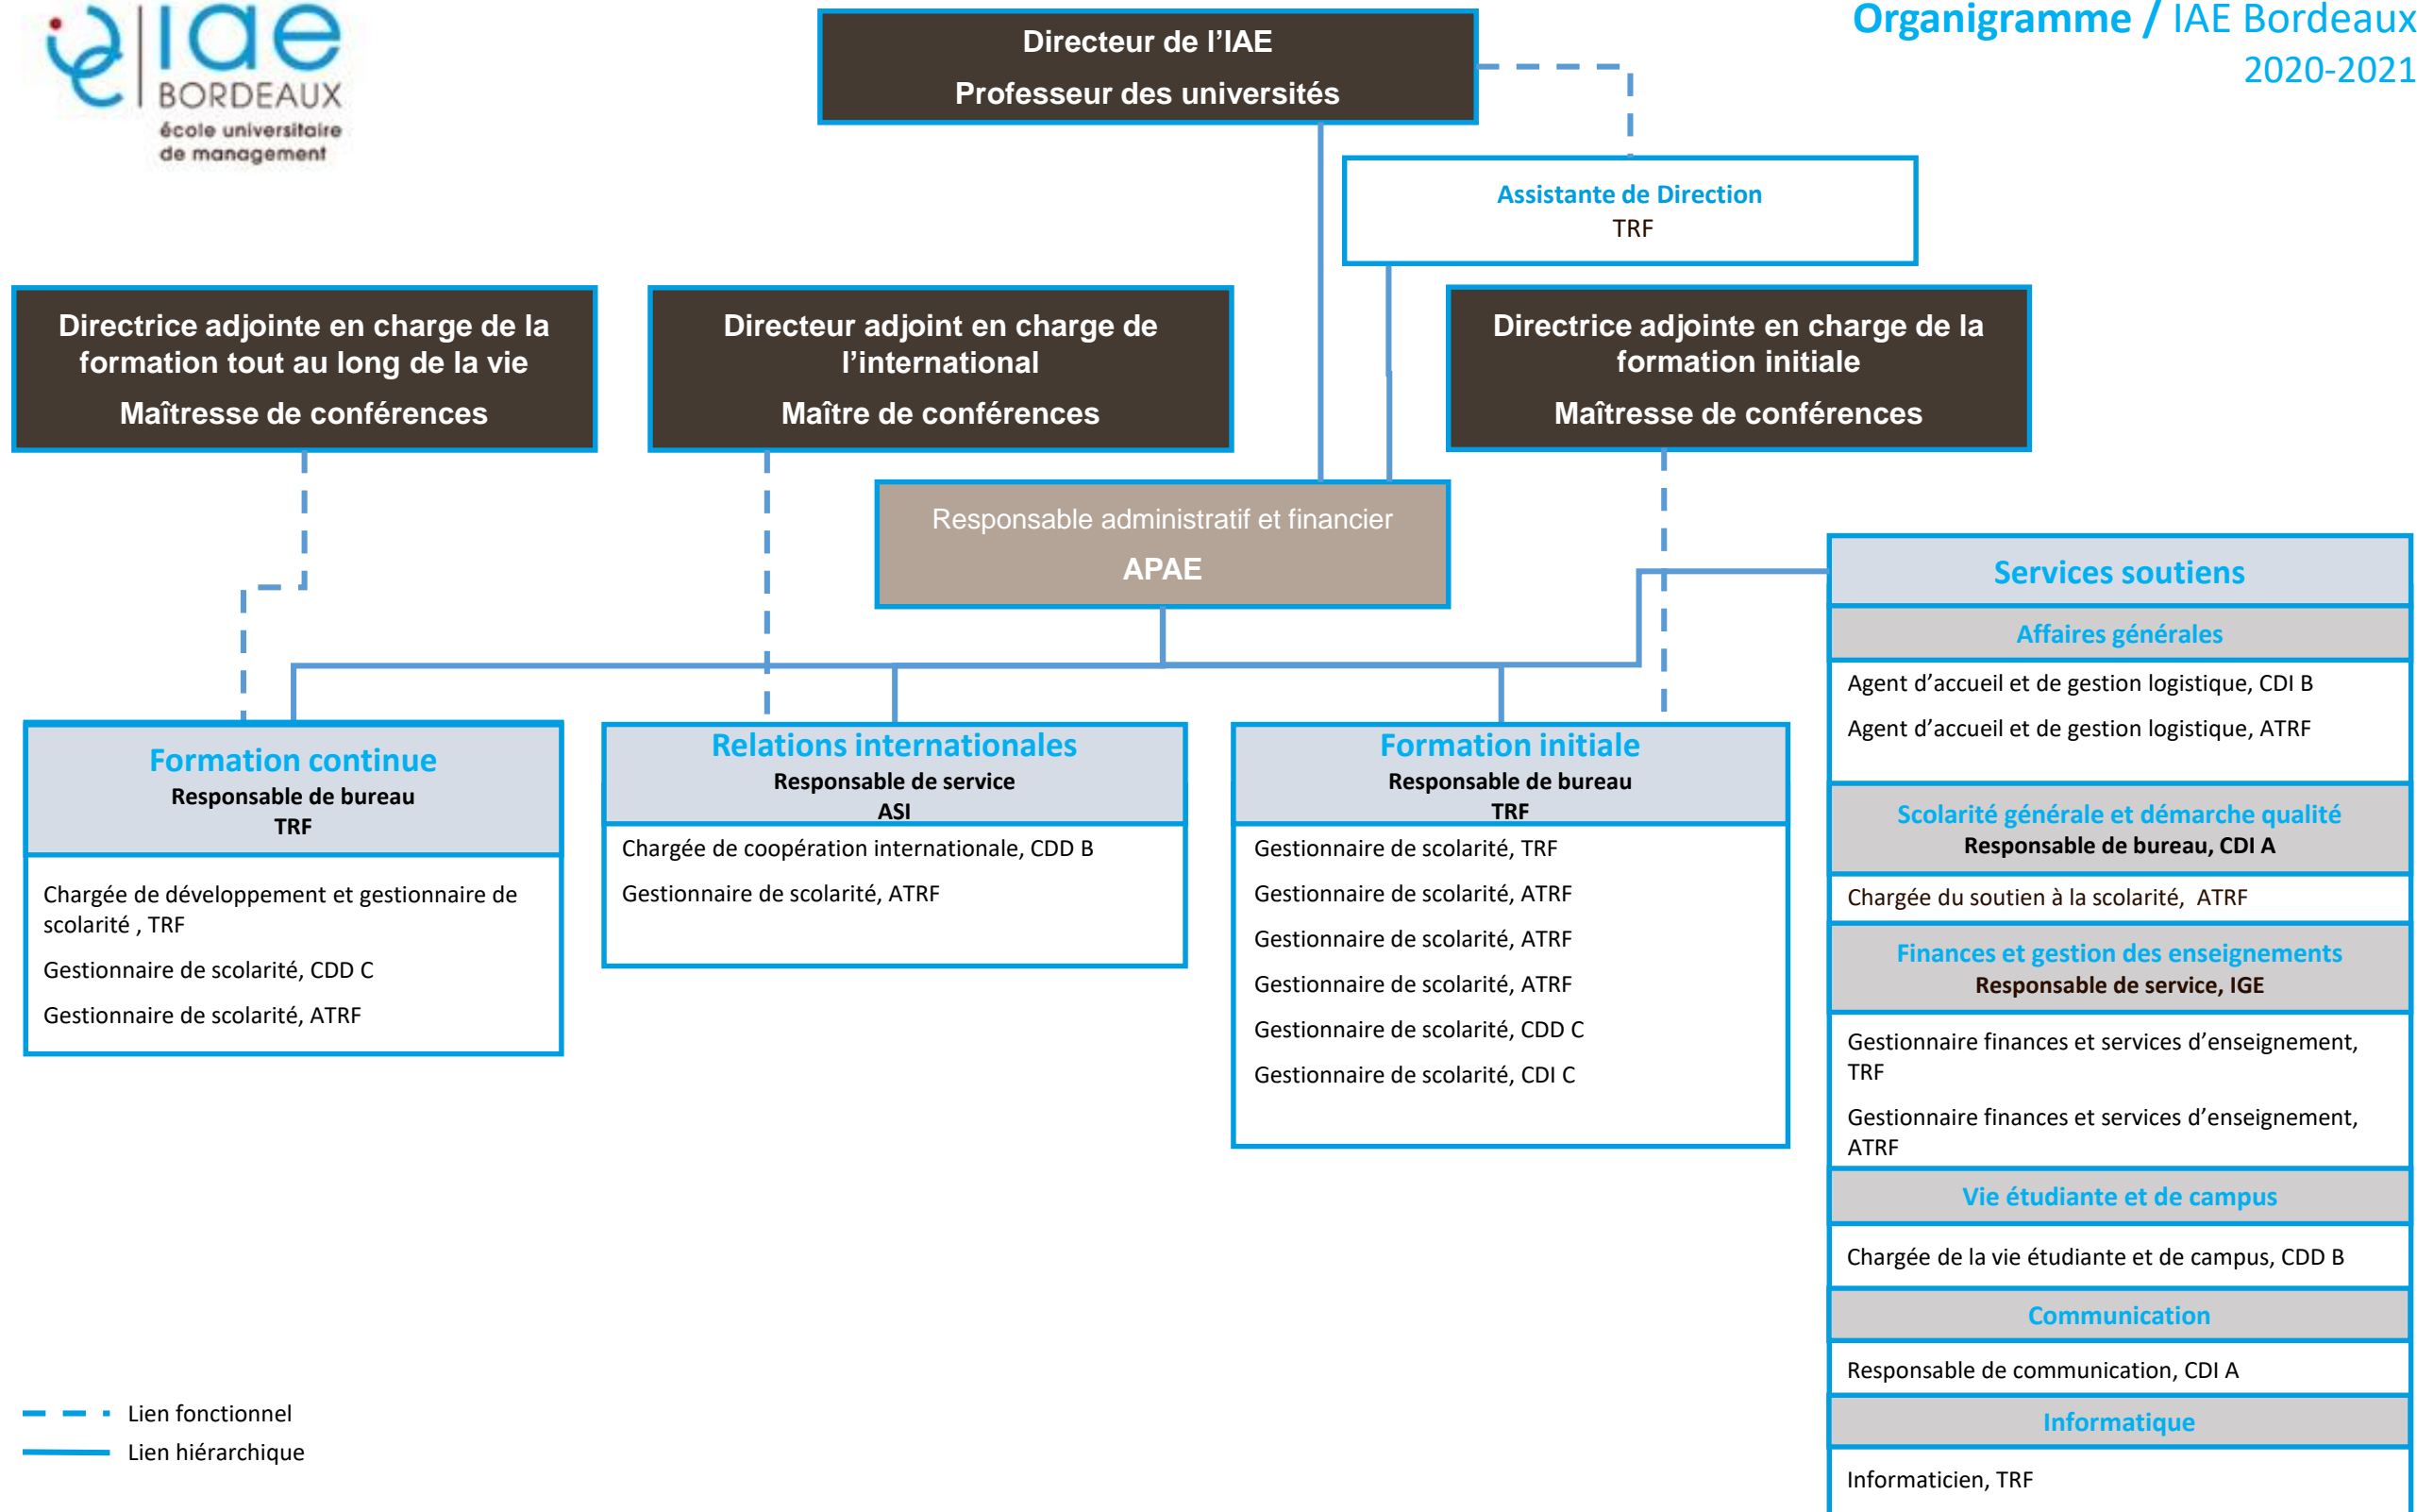 iae
BORDEAUX
école universitaire
de management
Organigramme / IAE Bordeaux
2020-2021
Directeur de l’IAE
Professeur des universités
Assistante de Direction
TRF
Directrice adjointe en charge de la
formation tout au long de la vie
Maîtresse de conférences
Directeur adjoint en charge de
l’international
Maître de conférences
Directrice adjointe en charge de la
formation initiale
Maîtresse de conférences
Responsable administratif et financier
APAE
Formation continue
Responsable de bureau
TRF
Chargée de développement et gestionnaire de
scolarité , TRF
Gestionnaire de scolarité, CDD C
Gestionnaire de scolarité, ATRF
Relations internationales
Responsable de service
ASI
Chargée de coopération internationale, CDD B
Gestionnaire de scolarité, ATRF
Formation initiale
Responsable de bureau
TRF
Gestionnaire de scolarité, TRF
Gestionnaire de scolarité, ATRF
Gestionnaire de scolarité, ATRF
Gestionnaire de scolarité, ATRF
Gestionnaire de scolarité, CDD C
Gestionnaire de scolarité, CDI C
Services soutiens
Affaires générales
Agent d’accueil et de gestion logistique, CDI B
Agent d’accueil et de gestion logistique, ATRF
Scolarité générale et démarche qualité
Responsable de bureau, CDI A
Chargée du soutien à la scolarité, ATRF
Finances et gestion des enseignements
Responsable de service, IGE
Gestionnaire finances et services d’enseignement,
TRF
Gestionnaire finances et services d’enseignement,
ATRF
Vie étudiante et de campus
Chargée de la vie étudiante et de campus, CDD B
Communication
Responsable de communication, CDI A
Informatique
Informaticien, TRF
Lien fonctionnel
Lien hiérarchique